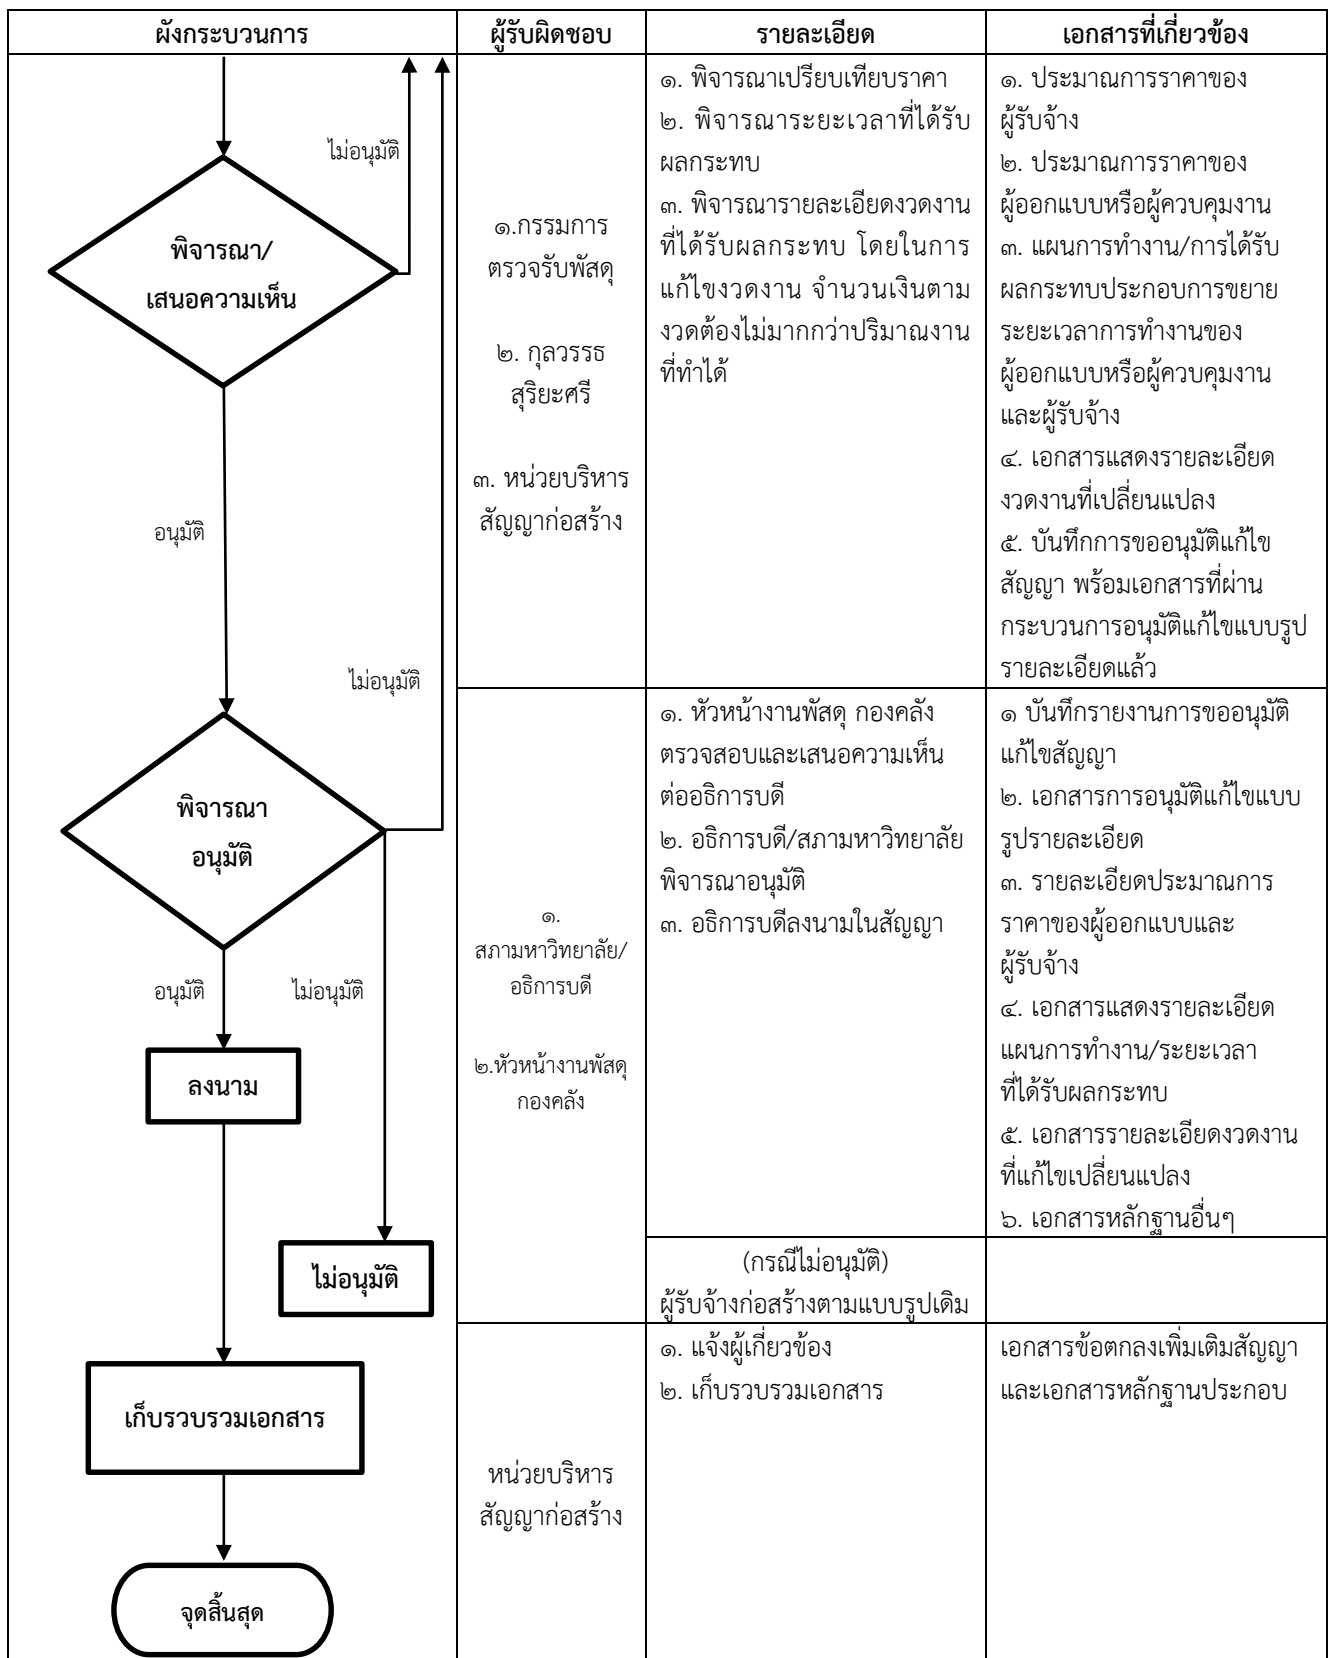 ผังกระบวนการ
ผู้รับผิดชอบ
รายละเอียด
เอกสารที่เกี่ยวข้อง
ไม่อนุมัติ
พิจารณา/
เสนอความเห็น
อนุมัติ
ไม่อนุมัติ
๑.กรรมการ
ตรวจรับพัสดุ
๒. กุลวรรธ
สุริยะศรี
๓. หน่วยบริหาร
สัญญาก่อสร้าง
๑. พิจารณาเปรียบเทียบราคา
๒. พิจารณาระยะเวลาที่ได้รับ
ผลกระทบ
๓. พิจารณารายละเอียดงวดงาน
ที่ได้รับผลกระทบ โดยในการ
แก้ไขงวดงาน จำนวนเงินตาม
งวดต้องไม่มากกว่าปริมาณงาน
ที่ทำได้
๑. ประมาณการราคาของ
ผู้รับจ้าง
๒. ประมาณการราคาของ
ผู้ออกแบบหรือผู้ควบคุมงาน
๓. แผนการทำงาน/การได้รับ
ผลกระทบประกอบการขยาย
ระยะเวลาการทำงานของ
ผู้ออกแบบหรือผู้ควบคุมงาน
และผู้รับจ้าง
๔. เอกสารแสดงรายละเอียด
งวดงานที่เปลี่ยนแปลง
๕. บันทึกการขออนุมัติแก้ไข
สัญญา พร้อมเอกสารที่ผ่าน
กระบวนการอนุมัติแก้ไขแบบรูป
รายละเอียดแล้ว
พิจารณา
อนุมัติ
อนุมัติ
ไม่อนุมัติ
ลงนาม
ไม่อนุมัติ
๑.
สภามหาวิทยาลัย/
อธิการบดี
๒.หัวหน้างานพัสดุ
กองคลัง
๑. หัวหน้างานพัสดุ กองคลัง
ตรวจสอบและเสนอความเห็น
ต่ออธิการบดี
๒. อธิการบดี/สภามหาวิทยาลัย
พิจารณาอนุมัติ
๓. อธิการบดีลงนามในสัญญา
๑ บันทึกรายงานการขออนุมัติ
แก้ไขสัญญา
๒. เอกสารการอนุมัติแก้ไขแบบ
รูปรายละเอียด
๓. รายละเอียดประมาณการ
ราคาของผู้ออกแบบและ
ผู้รับจ้าง
๔. เอกสารแสดงรายละเอียด
แผนการทำงาน/ระยะเวลา
ที่ได้รับผลกระทบ
๕. เอกสารรายละเอียดงวดงาน
ที่แก้ไขเปลี่ยนแปลง
๖. เอกสารหลักฐานอื่นๆ
(กรณีไม่อนุมัติ)
ผู้รับจ้างก่อสร้างตามแบบรูปเดิม
เก็บรวบรวมเอกสาร
จุดสิ้นสุด
หน่วยบริหาร
สัญญาก่อสร้าง
๑. แจ้งผู้เกี่ยวข้อง
๒. เก็บรวบรวมเอกสาร
เอกสารข้อตกลงเพิ่มเติมสัญญา
และเอกสารหลักฐานประกอบ